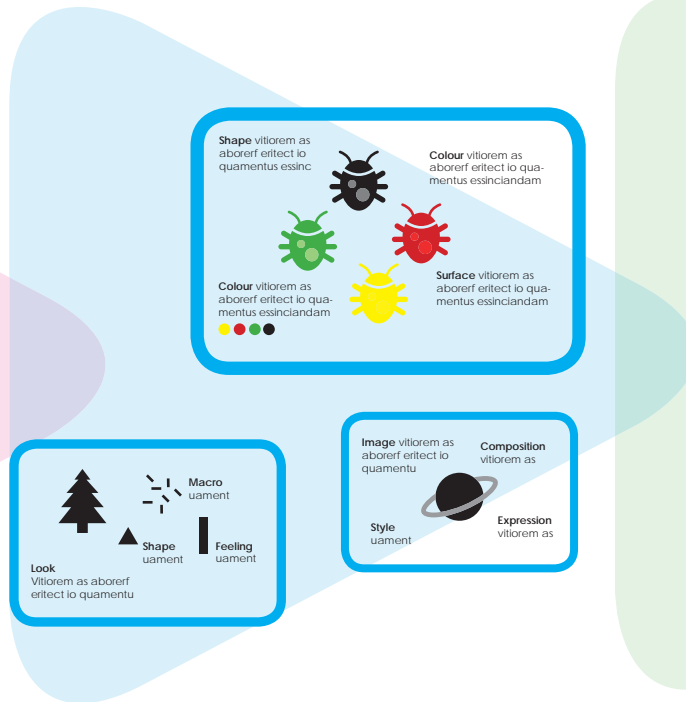 Shape vitiorem as
aborerf eritect io
quamentus essinc
Colour vitiorem as
aborerf eritect io qua-
mentus essinciandam
Colour vitiorem as
aborerf eritect io qua-
mentus essinciandam
Surface vitiorem as
aborerf eritect io qua-
mentus essinciandam
Image vitiorem as
aborerf eritect io
quamentu
Composition
vitiorem as
Style
uament
Expression
vitiorem as
Macro
uament
Shape
uament
Feeling
uament
Look
Vitiorem as aborerf
eritect io quamentu